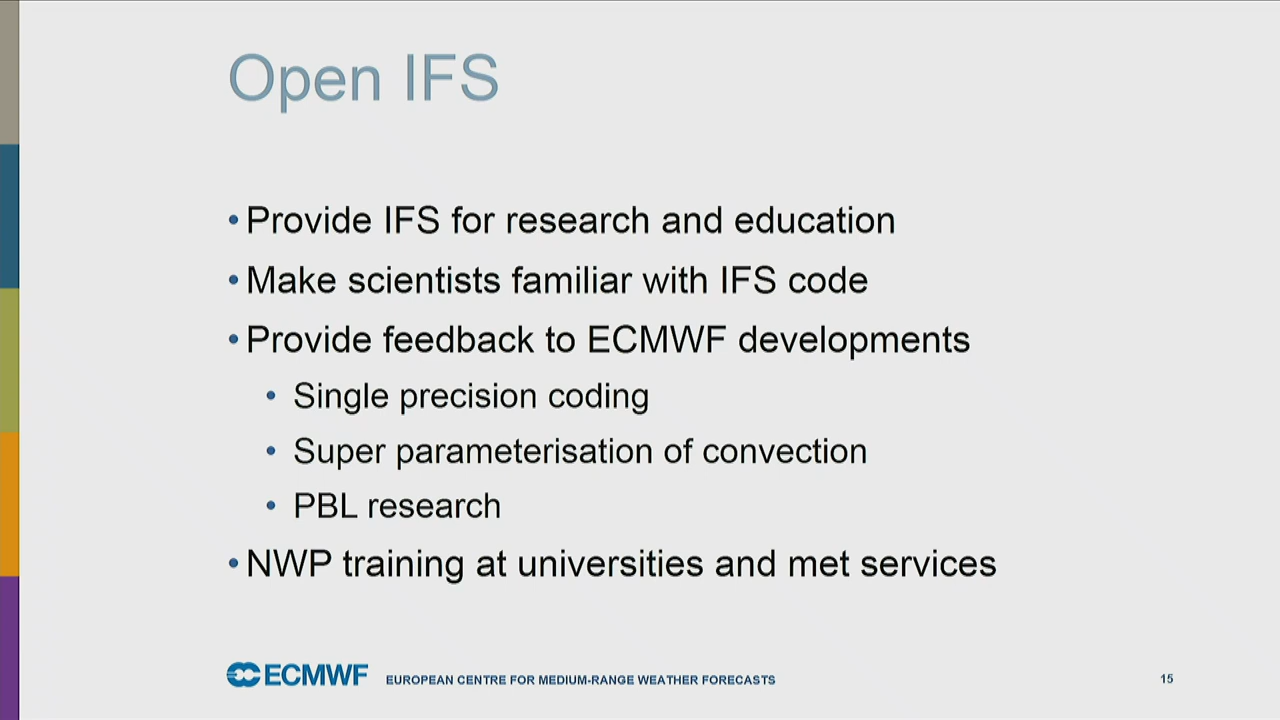 Open IFS
• Provide IFS for research and education
• Make scientists familiar with IFS code
• Provide feedback to ECMWF developments
• Single precision coding
• Super parameterisation of convection
• PBL research
• NWP training at universities and met services
ECMWF EUROPEAN CENTRE FOR MEDIUM-RANGE WEATHER FORECASTS 15